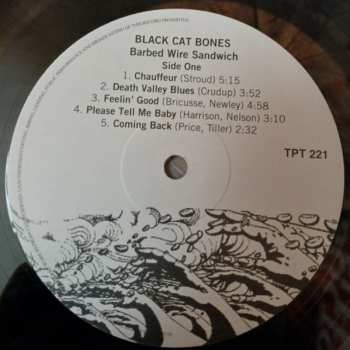 BLACK CAT BONES
Barbed Wire Sandwich
Side One
1. Chauffeur (Stroud) 5:15
2. Death Valley Blues (Crudup) 3:52
3. Feelin' Good (Bricusse, Newley) 4:58
4. Please Tell Me Baby (Harrison, Nelson) 3:10
5. Coming Back (Price, Tiller) 2:32
TPT 221